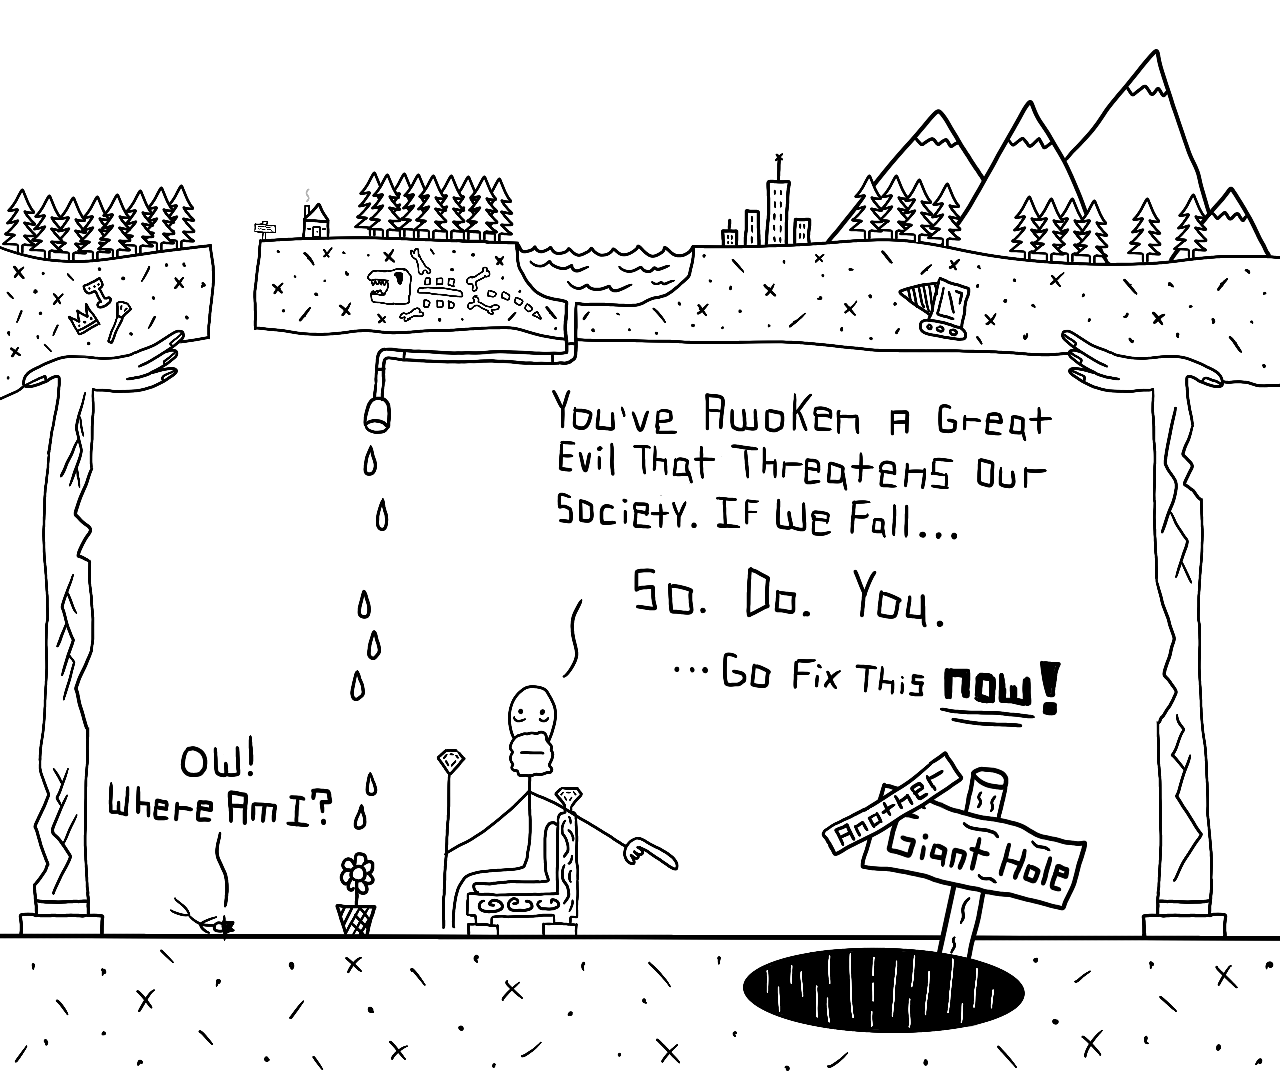 You've Awoken A Great
Evil That Threatens Our
Society. If We Fall...
So. Do. You.
...Go Fix This now!
OW!
Where Am I?
Another
Giant Hole